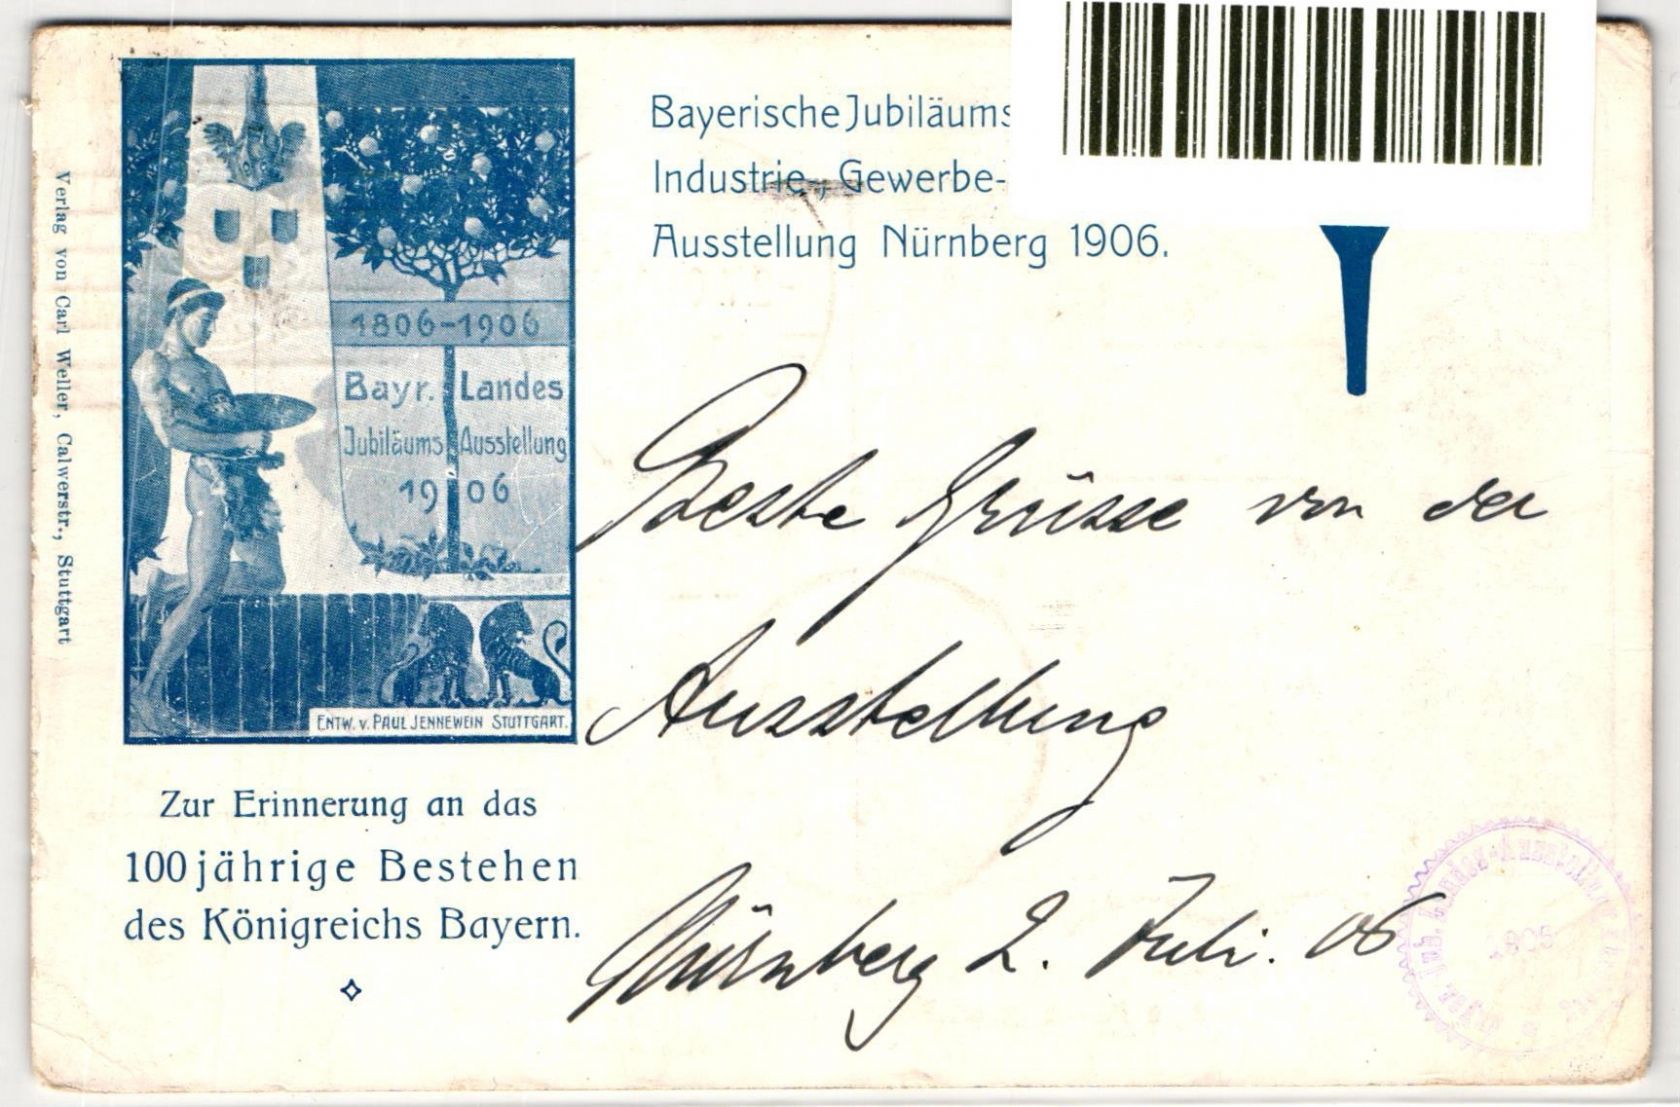 Verlag von Carl Weller, Calwerstr., Stuttgart
1806-1906
Bayr. Landes
Jubiläums Ausstellung
1906
ENTW. v. PAUL JENNEWEIN STUTTGART.
Zur Erinnerung an das
100jährige Bestehen
des Königreichs Bayern.
Bayerische Jubiläums
Industrie-, Gewerbe-
Ausstellung Nürnberg 1906.
Beste Grüsse von der
Ausstellung
Nürnberg 2. Juli. 06